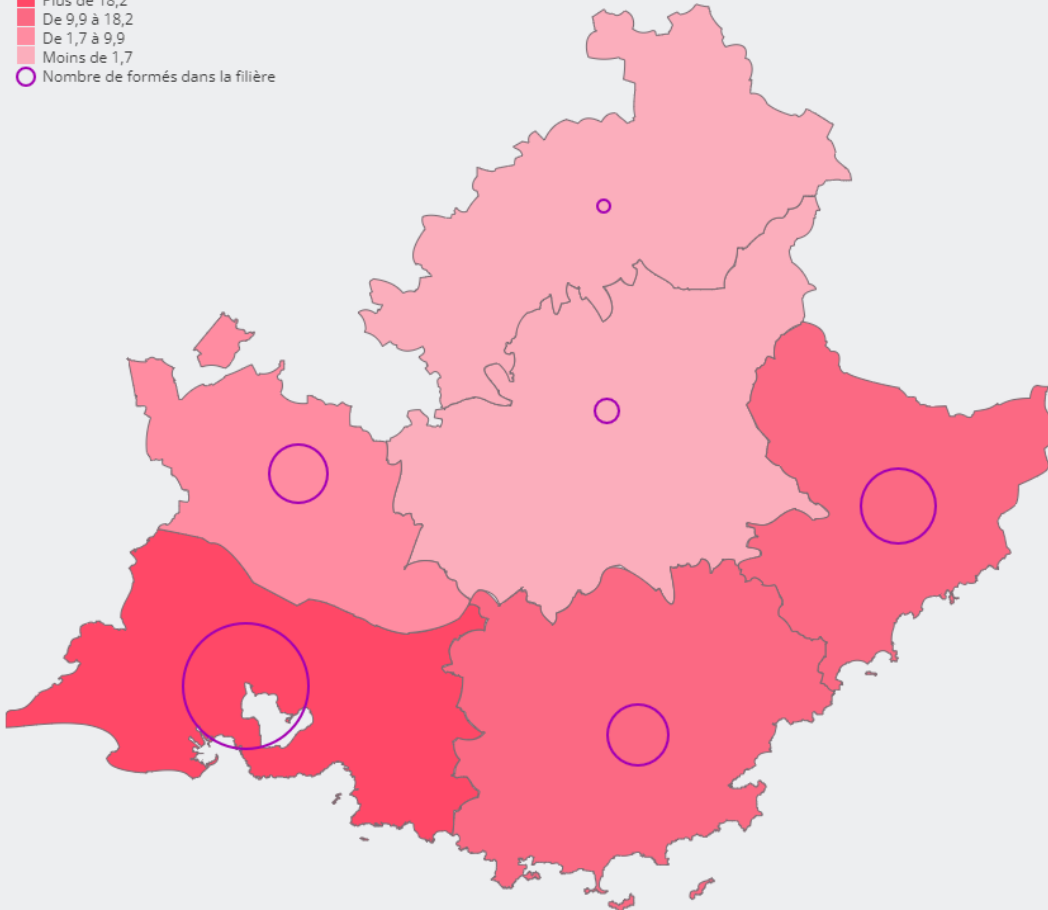 Plus de 18,2
De 9,9 à 18,2
De 1,7 à 9,9
Moins de 1,7
Nombre de formés dans la filière